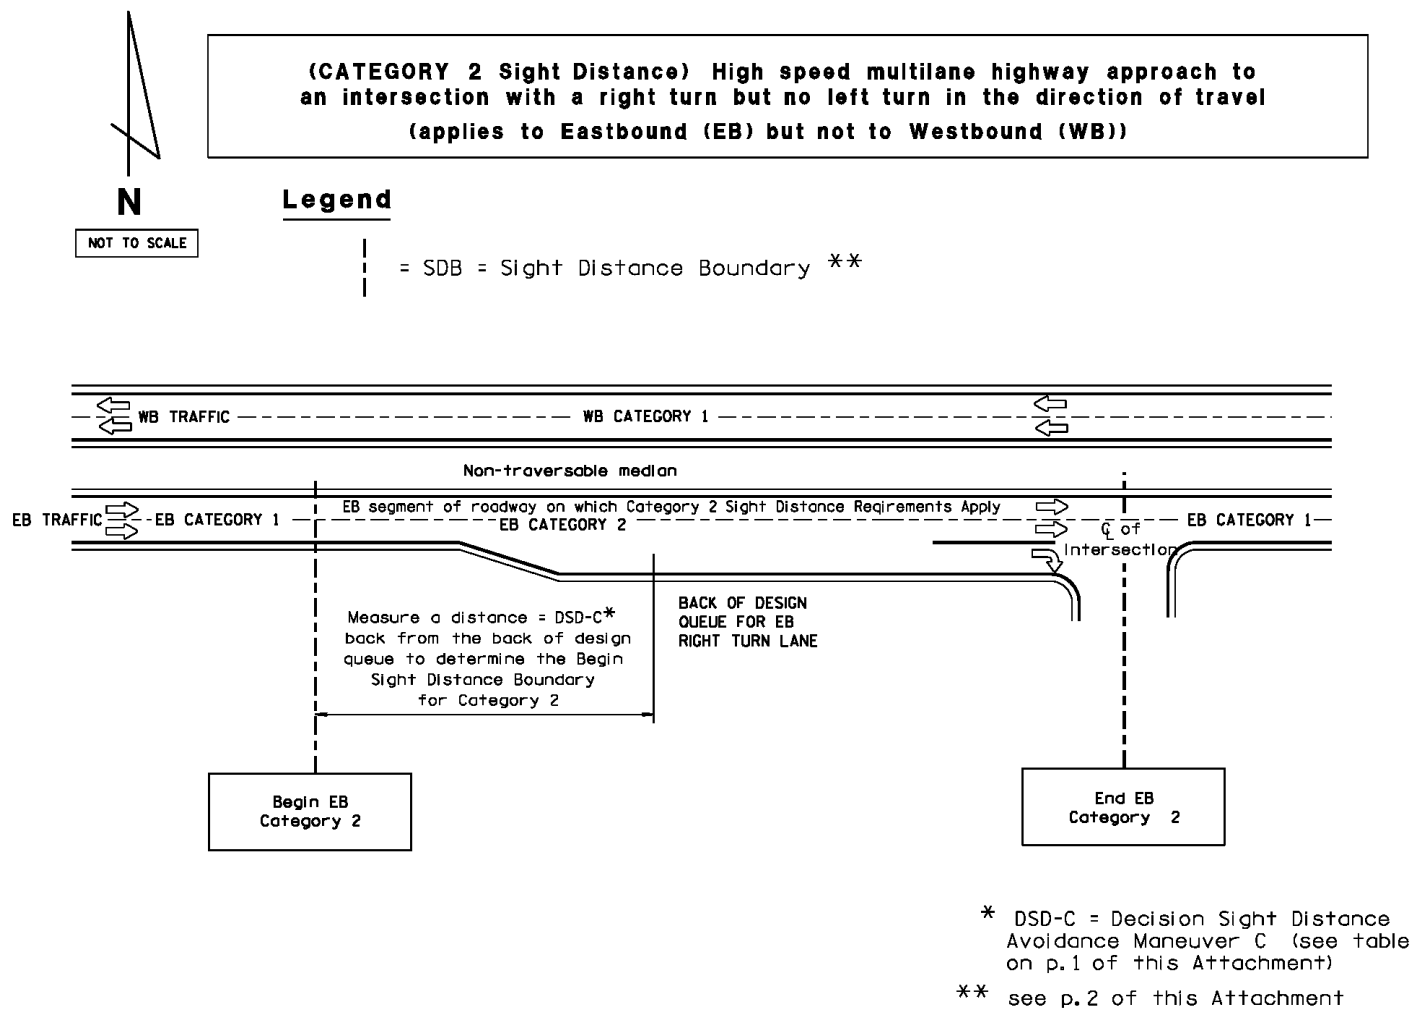 (CATEGORY 2 Sight Distance) High speed multilane highway approach to
an intersection with a right turn but no left turn in the direction of travel
(applies to Eastbound (EB) but not to Westbound (WB))
N
NOT TO SCALE
Legend
= SDB = Sight Distance Boundary **
WB TRAFFIC
WB CATEGORY 1
Non-traversable median
EB segment of roadway on which Category 2 Sight Distance Reqirements Apply
EB TRAFFIC
EB CATEGORY 1
EB CATEGORY 2
EB CATEGORY 1
℄ of
Intersection
Measure a distance = DSD-C*
back from the back of design
queue to determine the Begin
Sight Distance Boundary
for Category 2
BACK OF DESIGN
QUEUE FOR EB
RIGHT TURN LANE
Begin EB
Category 2
End EB
Category 2
* DSD-C = Decision Sight Distance
Avoidance Maneuver C (see table
on p.1 of this Attachment)
** see p.2 of this Attachment